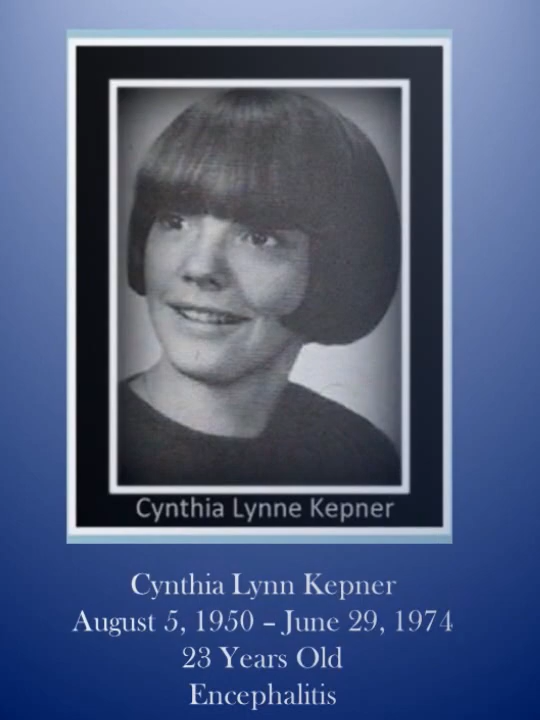 Cynthia Lynne Kepner
Cynthia Lynn Kepner
August 5, 1950 – June 29, 1974
23 Years Old
Encephalitis